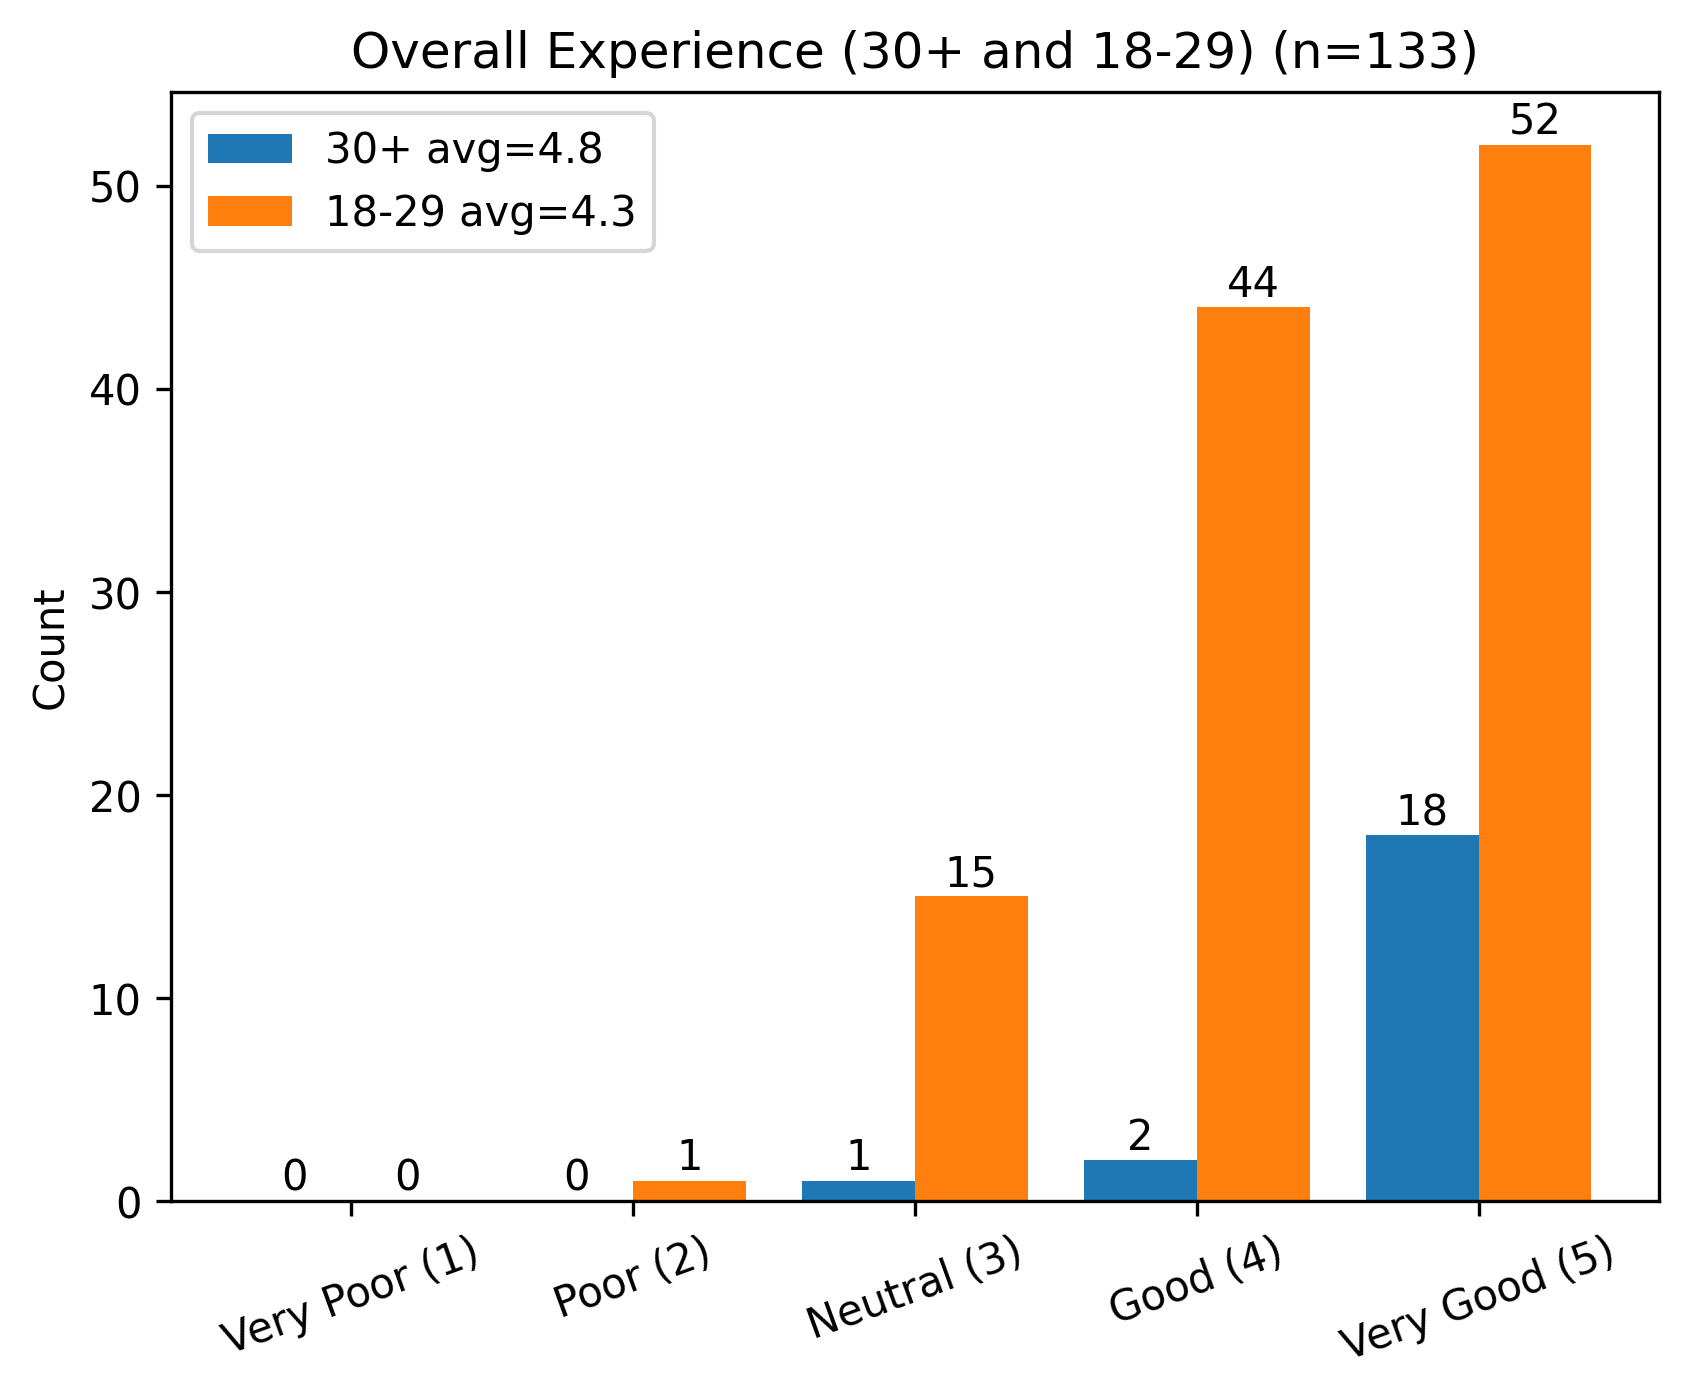 Overall Experience (30+ and 18-29) (n=133)
30+ avg=4.8
18-29 avg=4.3
Count
50
40
30
20
10
0
0
0
0
1
1
15
2
44
18
52
Very Poor (1)
Poor (2)
Neutral (3)
Good (4)
Very Good (5)